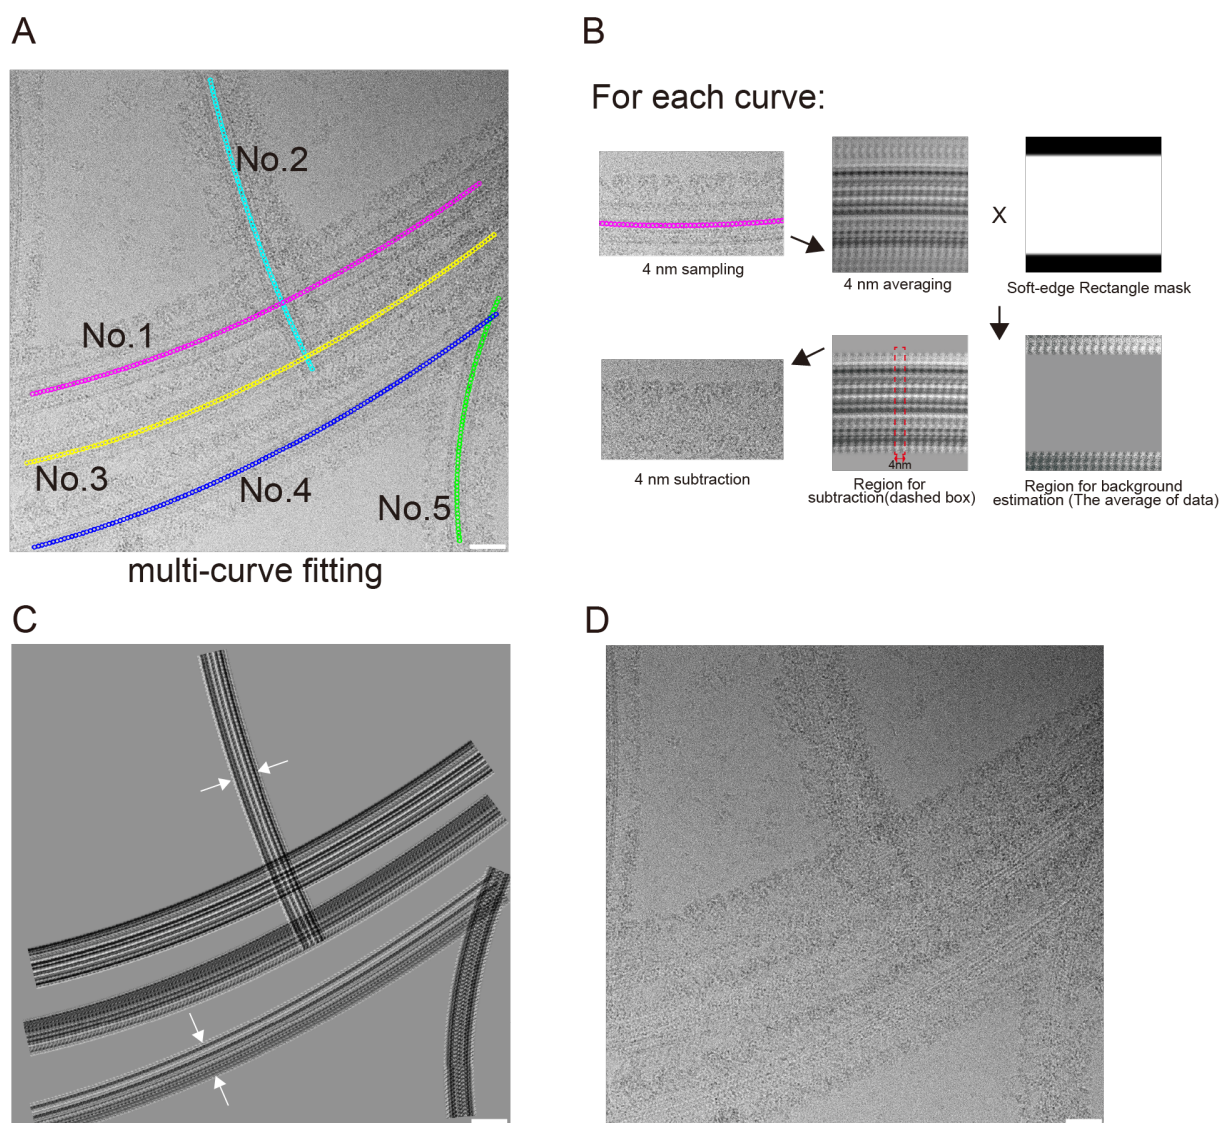 A
No.2
No.1
No.3
No.4
No.5
multi-curve fitting
B
For each curve:
4 nm sampling
4 nm averaging
X
Soft-edge Rectangle mask
4 nm subtraction
4nm
Region for
subtraction(dashed box)
Region for background
estimation (The average of data)
C
D